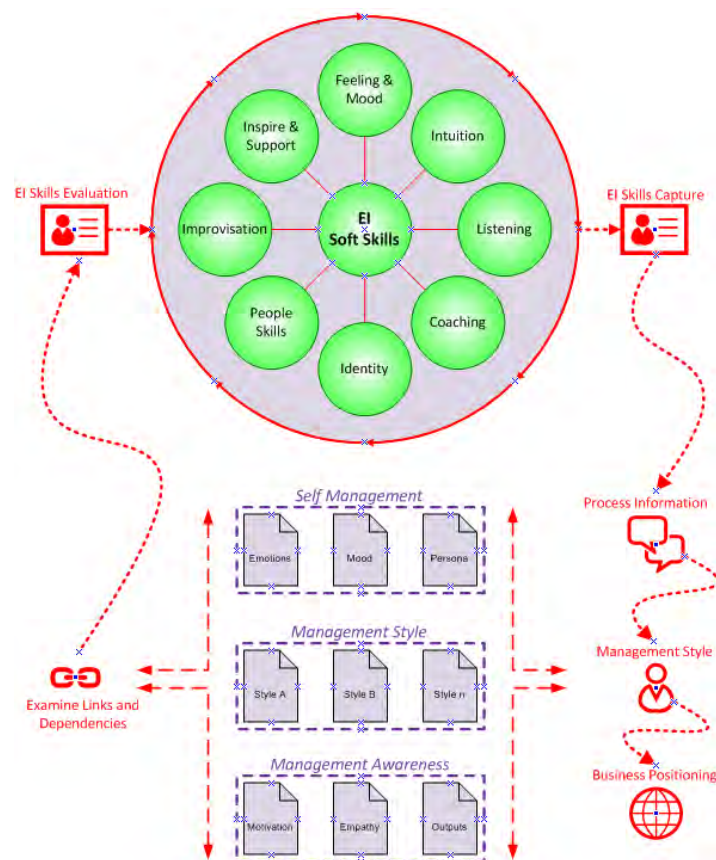 Feeling &
Mood
Inspire &
Support
Intuition
EI Skills Evaluation
EI Skills Capture
Improvisation
EI
Soft Skills
Listening
People
Skills
Coaching
Identity
Self Management
Process Information
Emotions
Mood
Persona
Management Style
Management Style
Style A
Style B
Style n
Examine Links and
Dependencies
Management Awareness
Business Positioning
Motivation
Empathy
Outputs